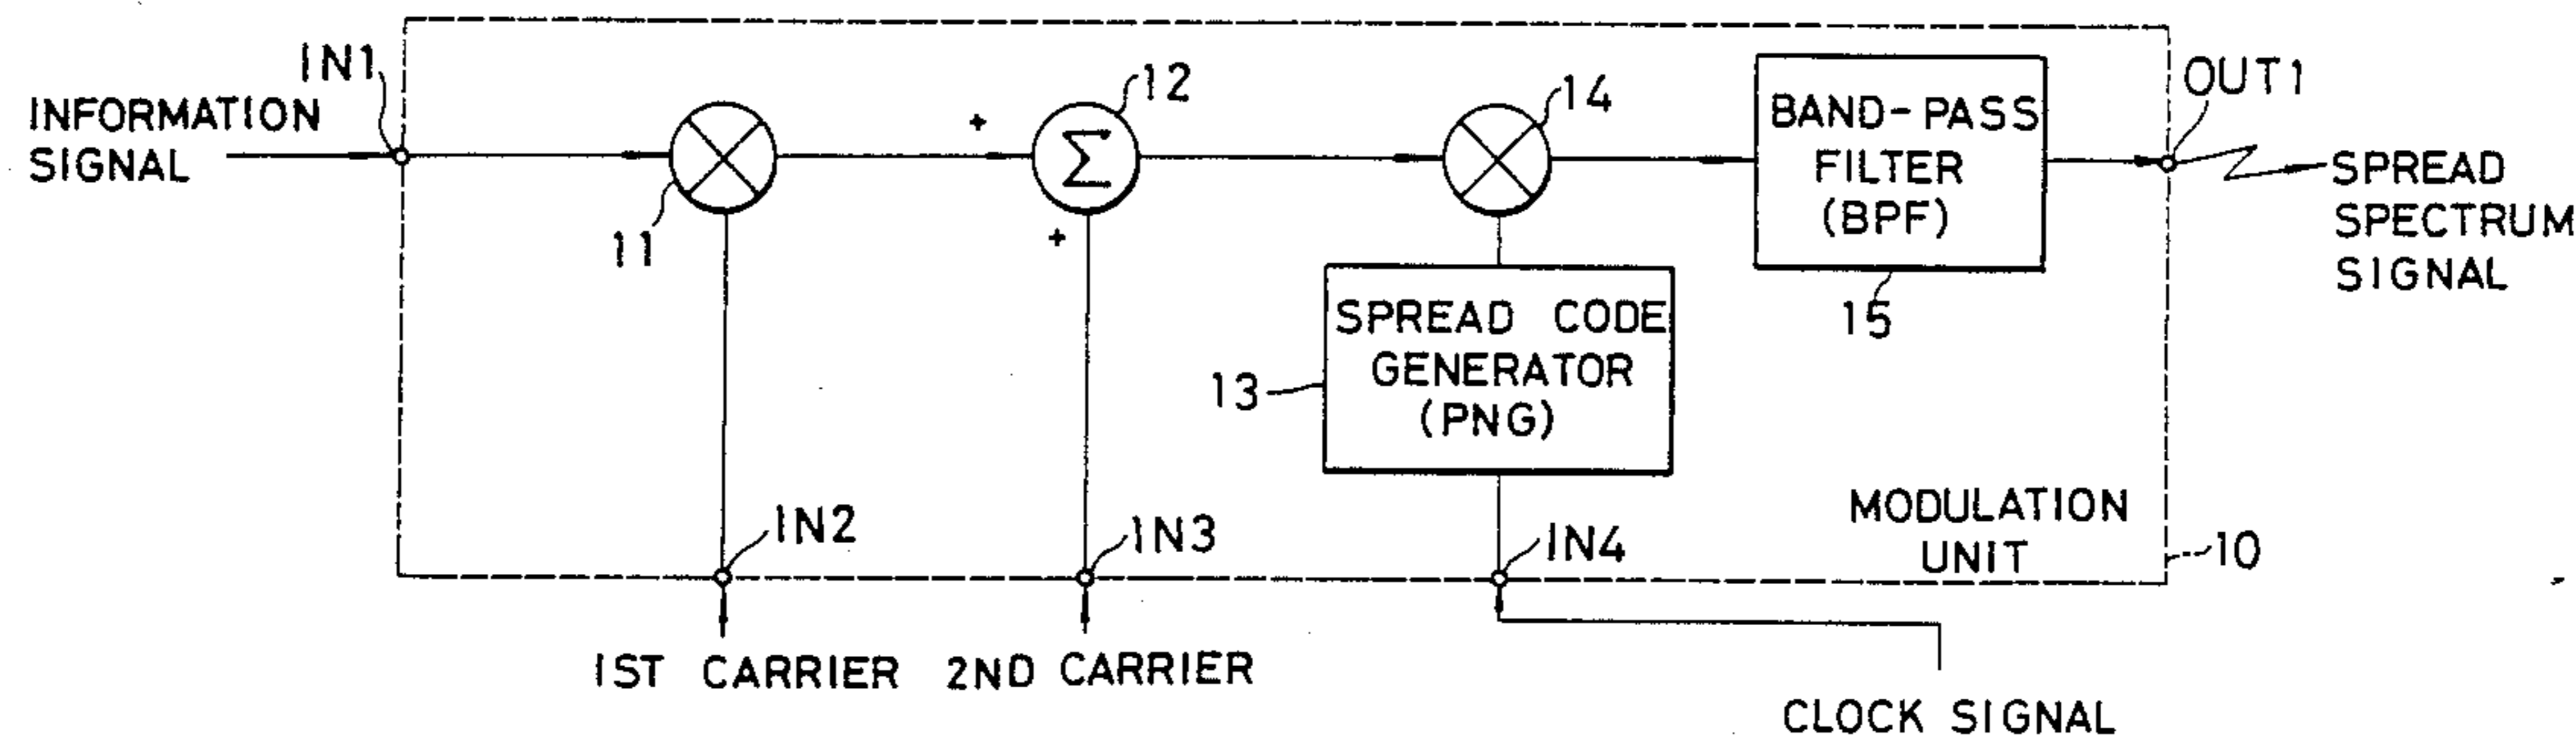 IN1
INFORMATION
SIGNAL
11
+
+
12
Σ
14
SPREAD CODE
GENERATOR
(PNG)
13
BAND-PASS
FILTER
(BPF)
15
OUT1
SPREAD
SPECTRUM
SIGNAL
MODULATION
UNIT
10
IN2
IN3
IN4
1ST CARRIER
2ND CARRIER
CLOCK SIGNAL